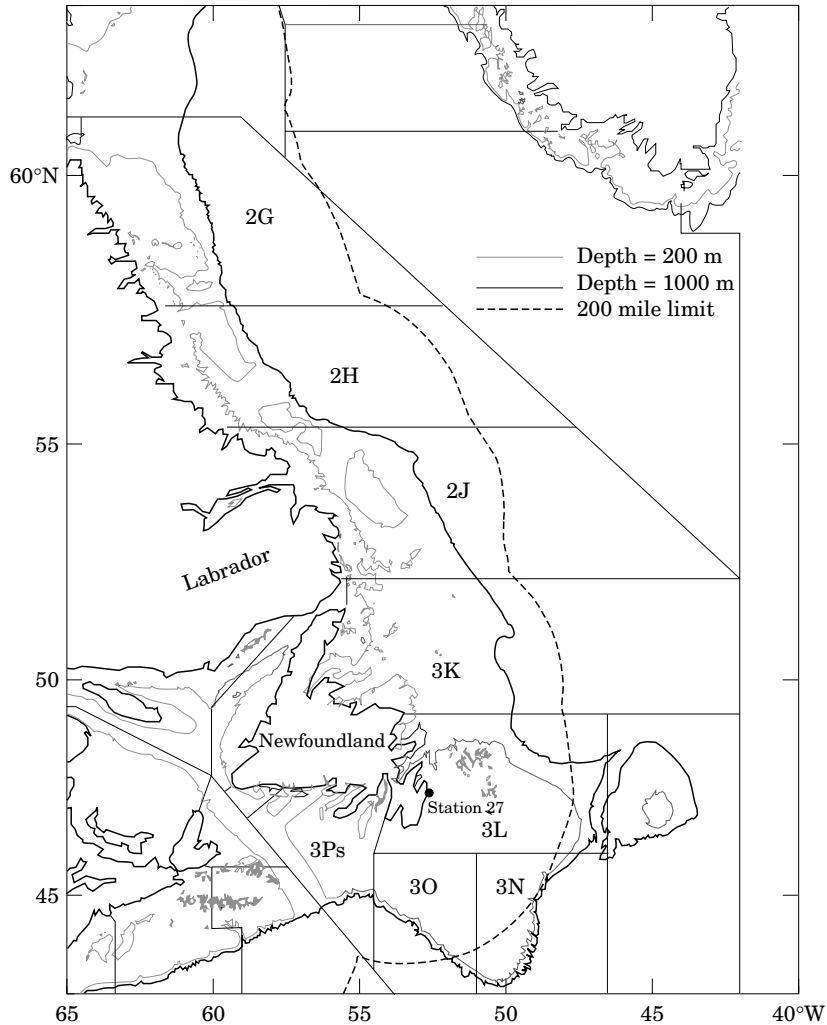 60°N
2G
Depth = 200 m
Depth = 1000 m
200 mile limit
2H
55
2J
Labrador
50
3K
Newfoundland
Station 27
3L
3Ps
3O
3N
45
65
60
55
50
45
40°W